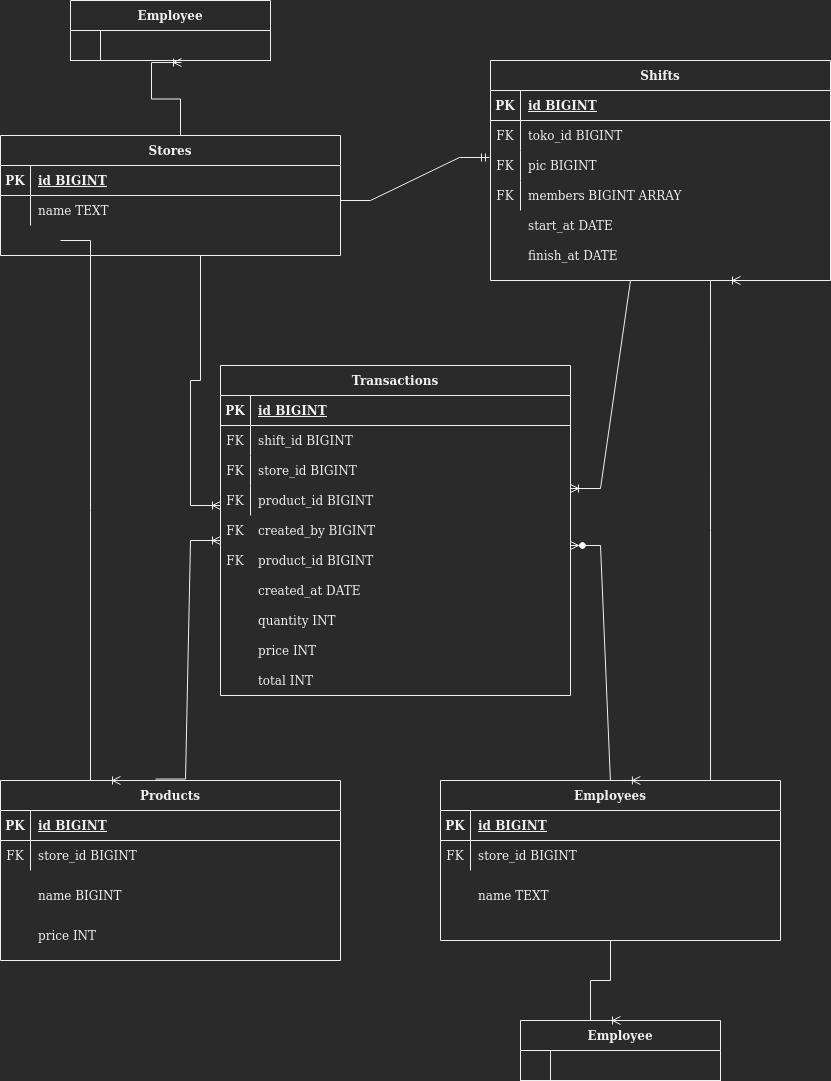 Employee
Shifts
PK id BIGINT
FK toko_id BIGINT
FK pic BIGINT
FK members BIGINT ARRAY
start_at DATE
finish_at DATE
Stores
PK id BIGINT
name TEXT
Transactions
PK id BIGINT
FK shift_id BIGINT
FK store_id BIGINT
FK product_id BIGINT
FK created_by BIGINT
FK product_id BIGINT
created_at DATE
quantity INT
price INT
total INT
Products
PK id BIGINT
FK store_id BIGINT
name BIGINT
price INT
Employees
PK id BIGINT
FK store_id BIGINT
name TEXT
Employee